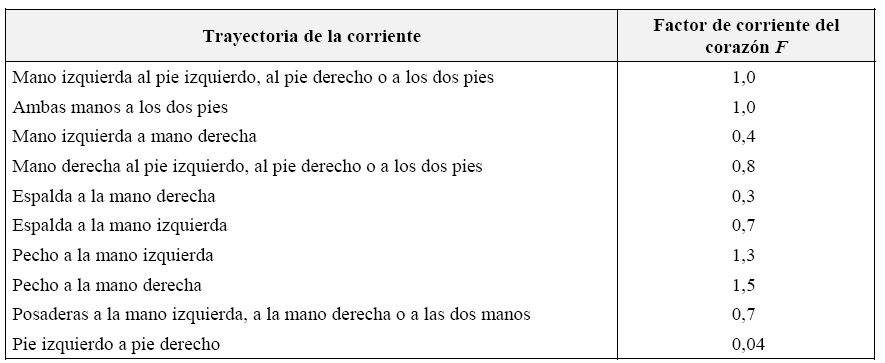 Trayectoria de la corriente
Factor de corriente del
corazón F
Mano izquierda al pie izquierdo, al pie derecho o a los dos pies 1,0
Ambas manos a los dos pies 1,0
Mano izquierda a mano derecha 0,4
Mano derecha al pie izquierdo, al pie derecho o a los dos pies 0,8
Espalda a la mano derecha 0,3
Espalda a la mano izquierda 0,7
Pecho a la mano izquierda 1,3
Pecho a la mano derecha 1,5
Posaderas a la mano izquierda, a la mano derecha o a las dos manos 0,7
Pie izquierdo a pie derecho 0,04